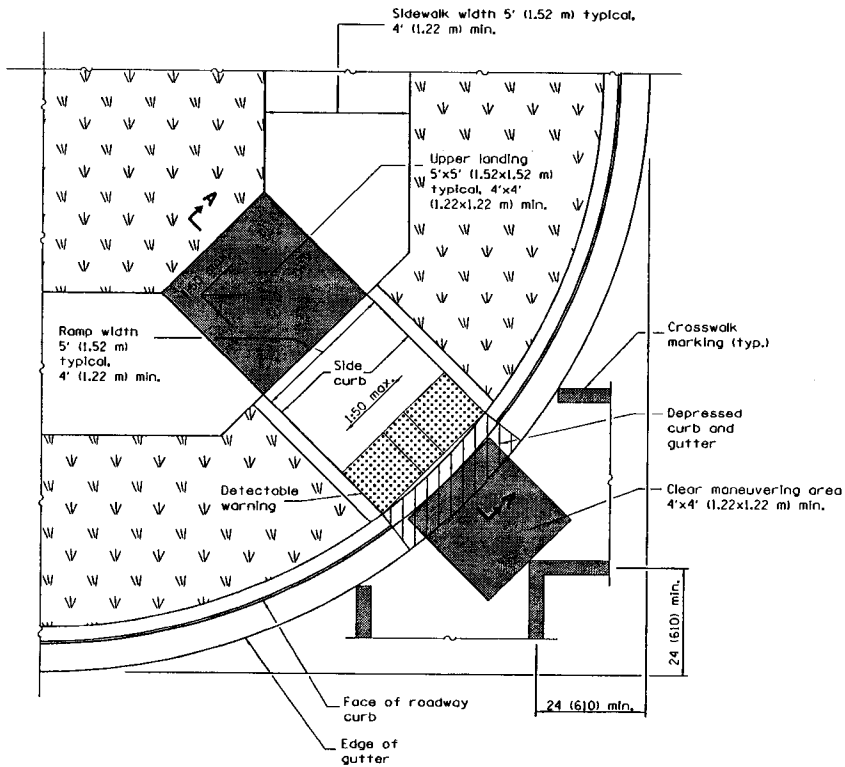 Sidewalk width 5' (1.52 m) typical,
4' (1.22 m) min.
Upper landing
5'x5' (1.52x1.52 m)
typical, 4'x4'
(1.22x1.22 m) min.
A
Ramp width
5' (1.52 m)
typical,
4' (1.22 m) min.
Side
curb
1:50 max.
Crosswalk
marking (typ.)
Depressed
curb and
gutter
Detectable
warning
Clear maneuvering area
4'x4' (1.22x1.22 m) min.
24 (610) min.
24 (610) min.
Face of roadway
curb
Edge of
gutter